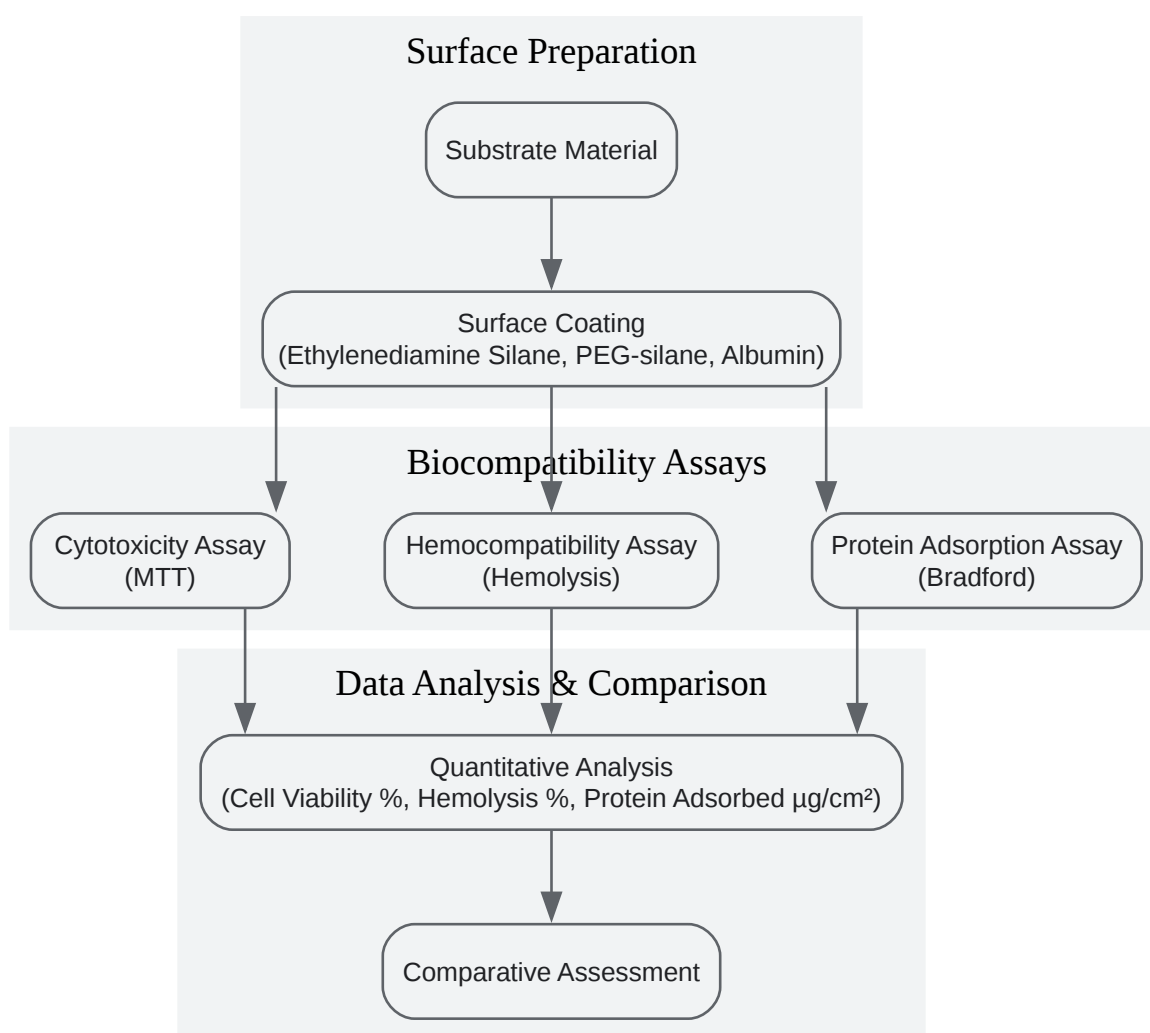 Surface Preparation
Substrate Material
Surface Coating
(Ethylenediamine Silane, PEG-silane, Albumin)
Biocompatibility Assays
Cytotoxicity Assay
(MTT)
Hemocompatibility Assay
(Hemolysis)
Protein Adsorption Assay
(Bradford)
Data Analysis & Comparison
Quantitative Analysis
(Cell Viability %, Hemolysis %, Protein Adsorbed µg/cm²)
Comparative Assessment